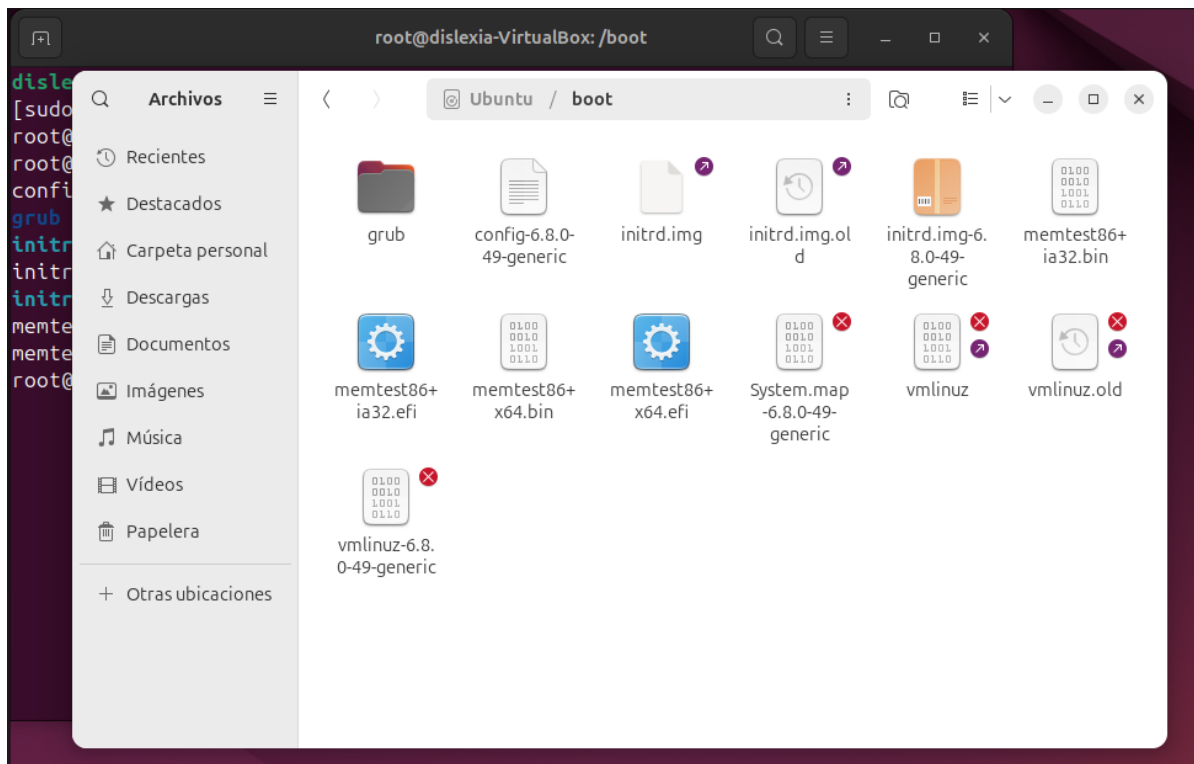 root@dislexia-VirtualBox: /boot
disle
[sudo
root@
root@
confi
grub
initr
initr
initr
memte
memte
root@
Archivos
Ubuntu / boot
Recientes
Destacados
Carpeta personal
Descargas
Documentos
Imágenes
Música
Vídeos
Papelera
+ Otras ubicaciones
grub
config-6.8.0-
49-generic
initrd.img
initrd.img.ol
d
initrd.img-6.
8.0-49-
generic
memtest86+
ia32.bin
memtest86+
ia32.efi
memtest86+
x64.bin
memtest86+
x64.efi
System.map
-6.8.0-49-
generic
vmlinuz
vmlinuz.old
vmlinuz-6.8.
0-49-generic